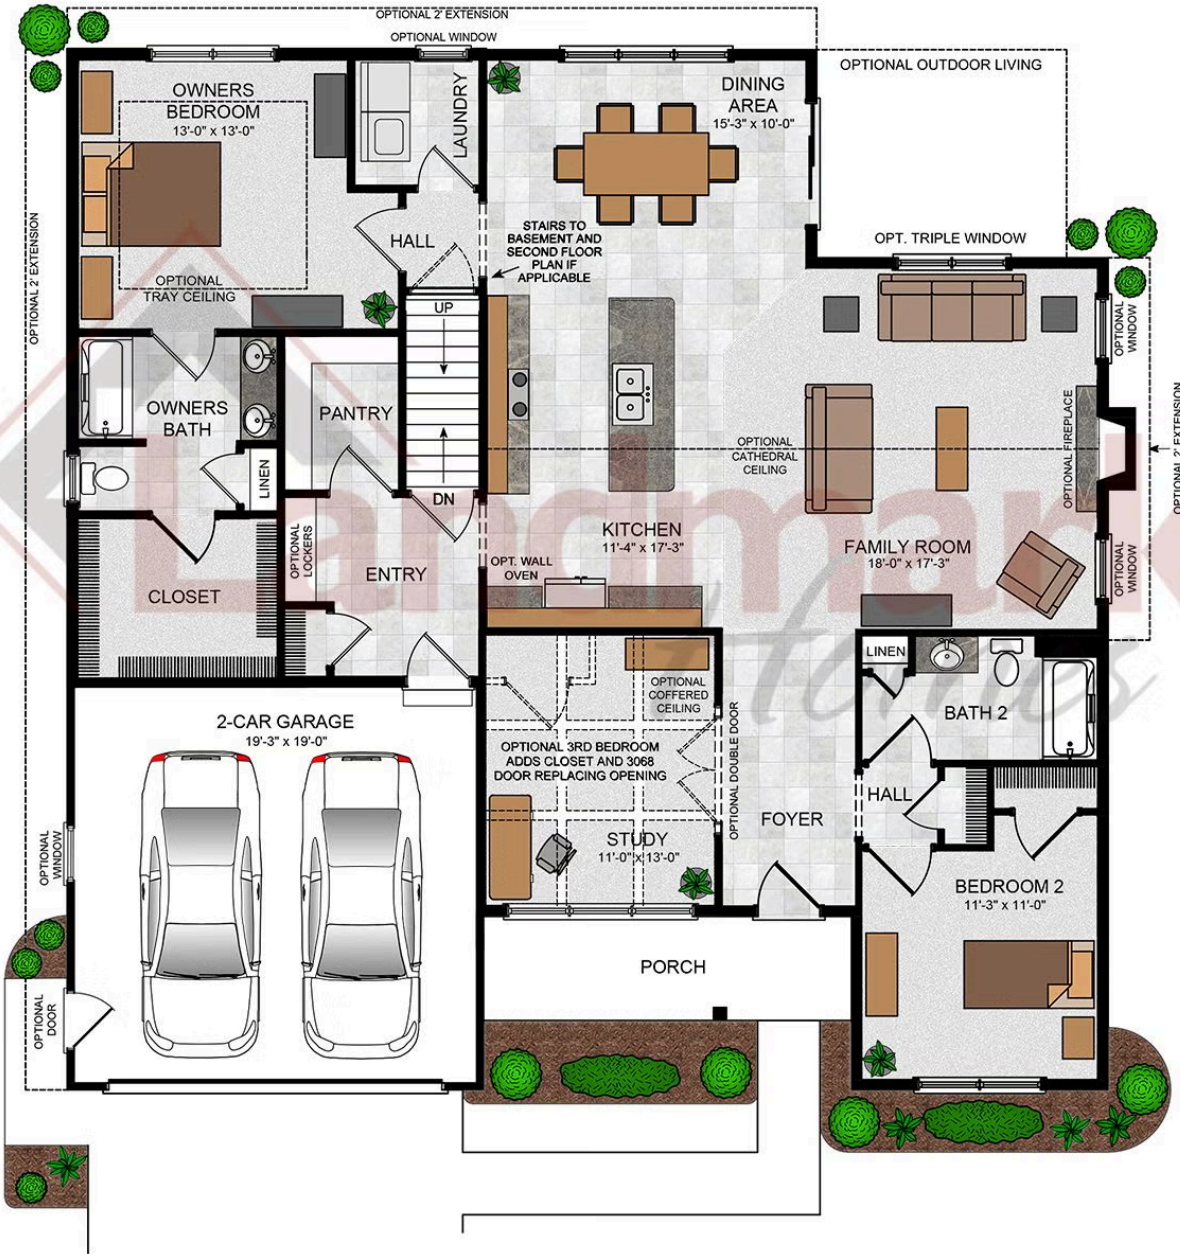 OPTIONAL 2' EXTENSION
OPTIONAL WINDOW
OWNERS
BEDROOM
13'-0" x 13'-0"
LAUNDRY
DINING
AREA
15'-3" x 10'-0"
OPTIONAL OUTDOOR LIVING
OPTIONAL 2' EXTENSION
HALL
STAIRS TO
BASEMENT AND
SECOND FLOOR
PLAN IF
APPLICABLE
OPT. TRIPLE WINDOW
OPTIONAL
TRAY CEILING
UP
OPTIONAL
WINDOW
OWNERS
BATH
PANTRY
LINEN
DN
OPTIONAL
CATHEDRAL
CEILING
OPTIONAL FIREPLACE
OPTIONAL 2' EXTENSION
Landmark
Homes
KITCHEN
11'-4" x 17'-3"
FAMILY ROOM
18'-0" x 17'-3"
OPTIONAL
LOCKERS
ENTRY
OPT. WALL
OVEN
OPTIONAL
WINDOW
CLOSET
LINEN
OPTIONAL
COFFERED
CEILING
BATH 2
2-CAR GARAGE
19'-3" x 19'-0"
OPTIONAL 3RD BEDROOM
ADDS CLOSET AND 3068
DOOR REPLACING OPENING
OPTIONAL DOUBLE DOOR
HALL
FOYER
STUDY
11'-0" x 13'-0"
OPTIONAL
WINDOW
BEDROOM 2
11'-3" x 11'-0"
PORCH
OPTIONAL
DOOR